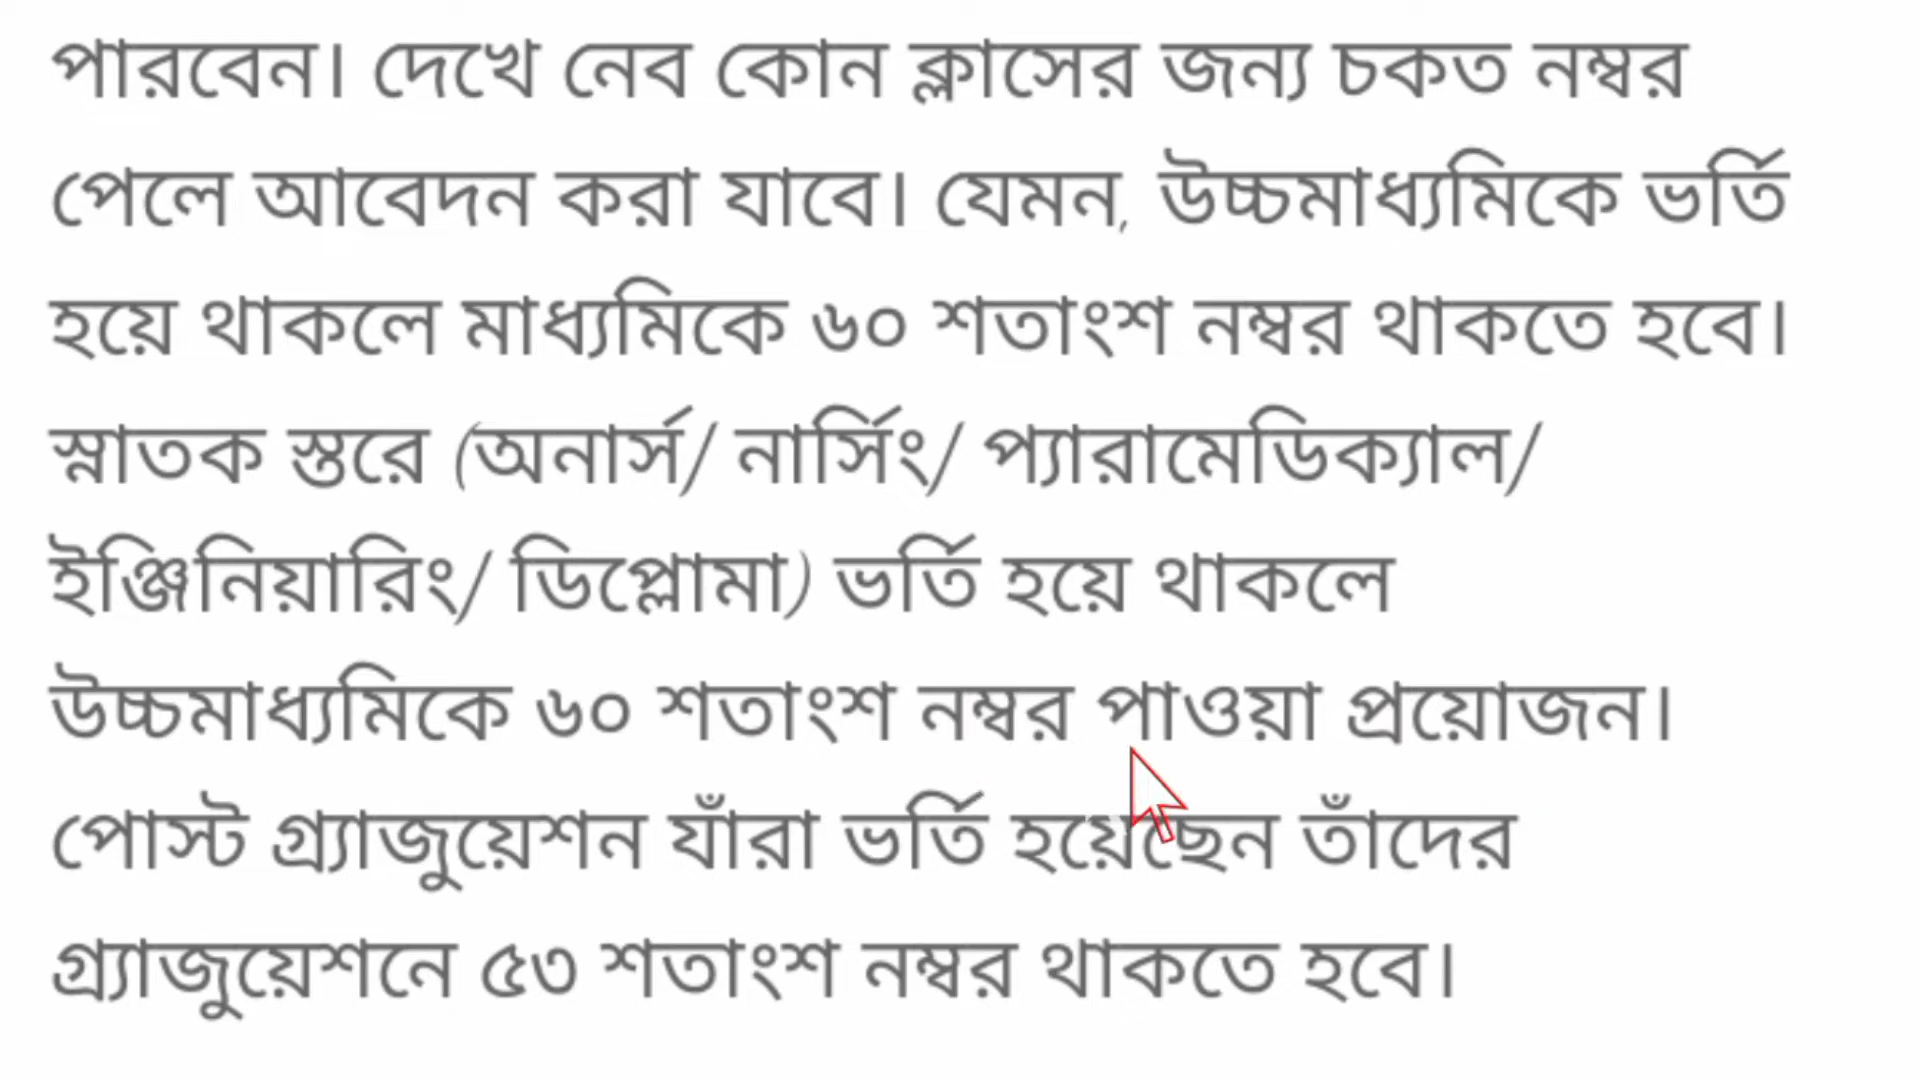 পারবেন। দেখে নেব কোন ক্লাসের জন্য চকত নম্বর
পেলে আবেদন করা যাবে। যেমন, উচ্চমাধ্যমিকে ভর্তি
হয়ে থাকলে মাধ্যমিকে ৬০ শতাংশ নম্বর থাকতে হবে।
স্নাতক স্তরে (অনার্স/ নার্সিং/ প্যারামেডিক্যাল/
ইঞ্জিনিয়ারিং/ ডিপ্লোমা) ভর্তি হয়ে থাকলে
উচ্চমাধ্যমিকে ৬০ শতাংশ নম্বর পাওয়া প্রয়োজন।
পোস্ট গ্র্যাজুয়েশন যাঁরা ভর্তি হয়েছেন তাঁদের
গ্র্যাজুয়েশনে ৫৩ শতাংশ নম্বর থাকতে হবে।